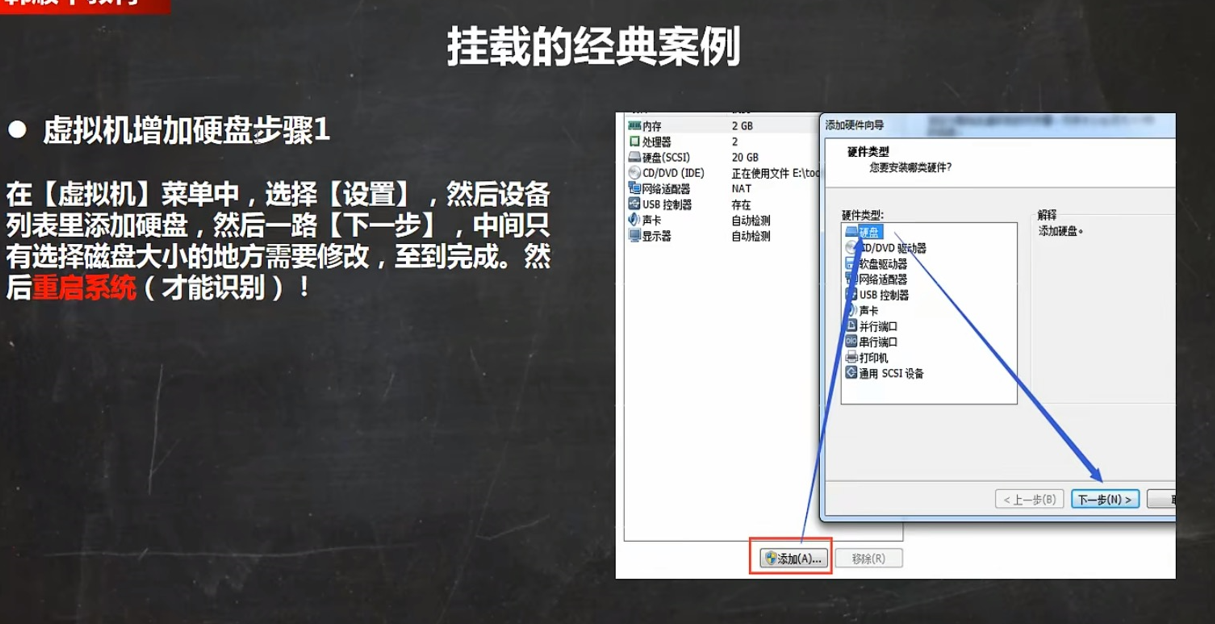 挂载的经典案例
● 虚拟机增加硬盘步骤1
在【虚拟机】菜单中，选择【设置】，然后设备
列表里添加硬盘，然后一路【下一步】，中间只
有选择磁盘大小的地方需要修改，至到完成。然
后重启系统（才能识别）！
内存 2 GB
处理器 2
硬盘(SCSI) 20 GB
CD/DVD (IDE) 正在使用文件 E:\too
网络适配器 NAT
USB 控制器 存在
声卡 自动检测
显示器 自动检测
添加(A)...
移除(R)
添加硬件向导
硬件类型
您要安装哪类硬件?
硬件类型:
硬盘
CD/DVD 驱动器
软盘驱动器
网络适配器
USB 控制器
声卡
并行端口
串行端口
打印机
通用 SCSI 设备
解释
添加硬盘。
< 上一步(B)
下一步(N) >